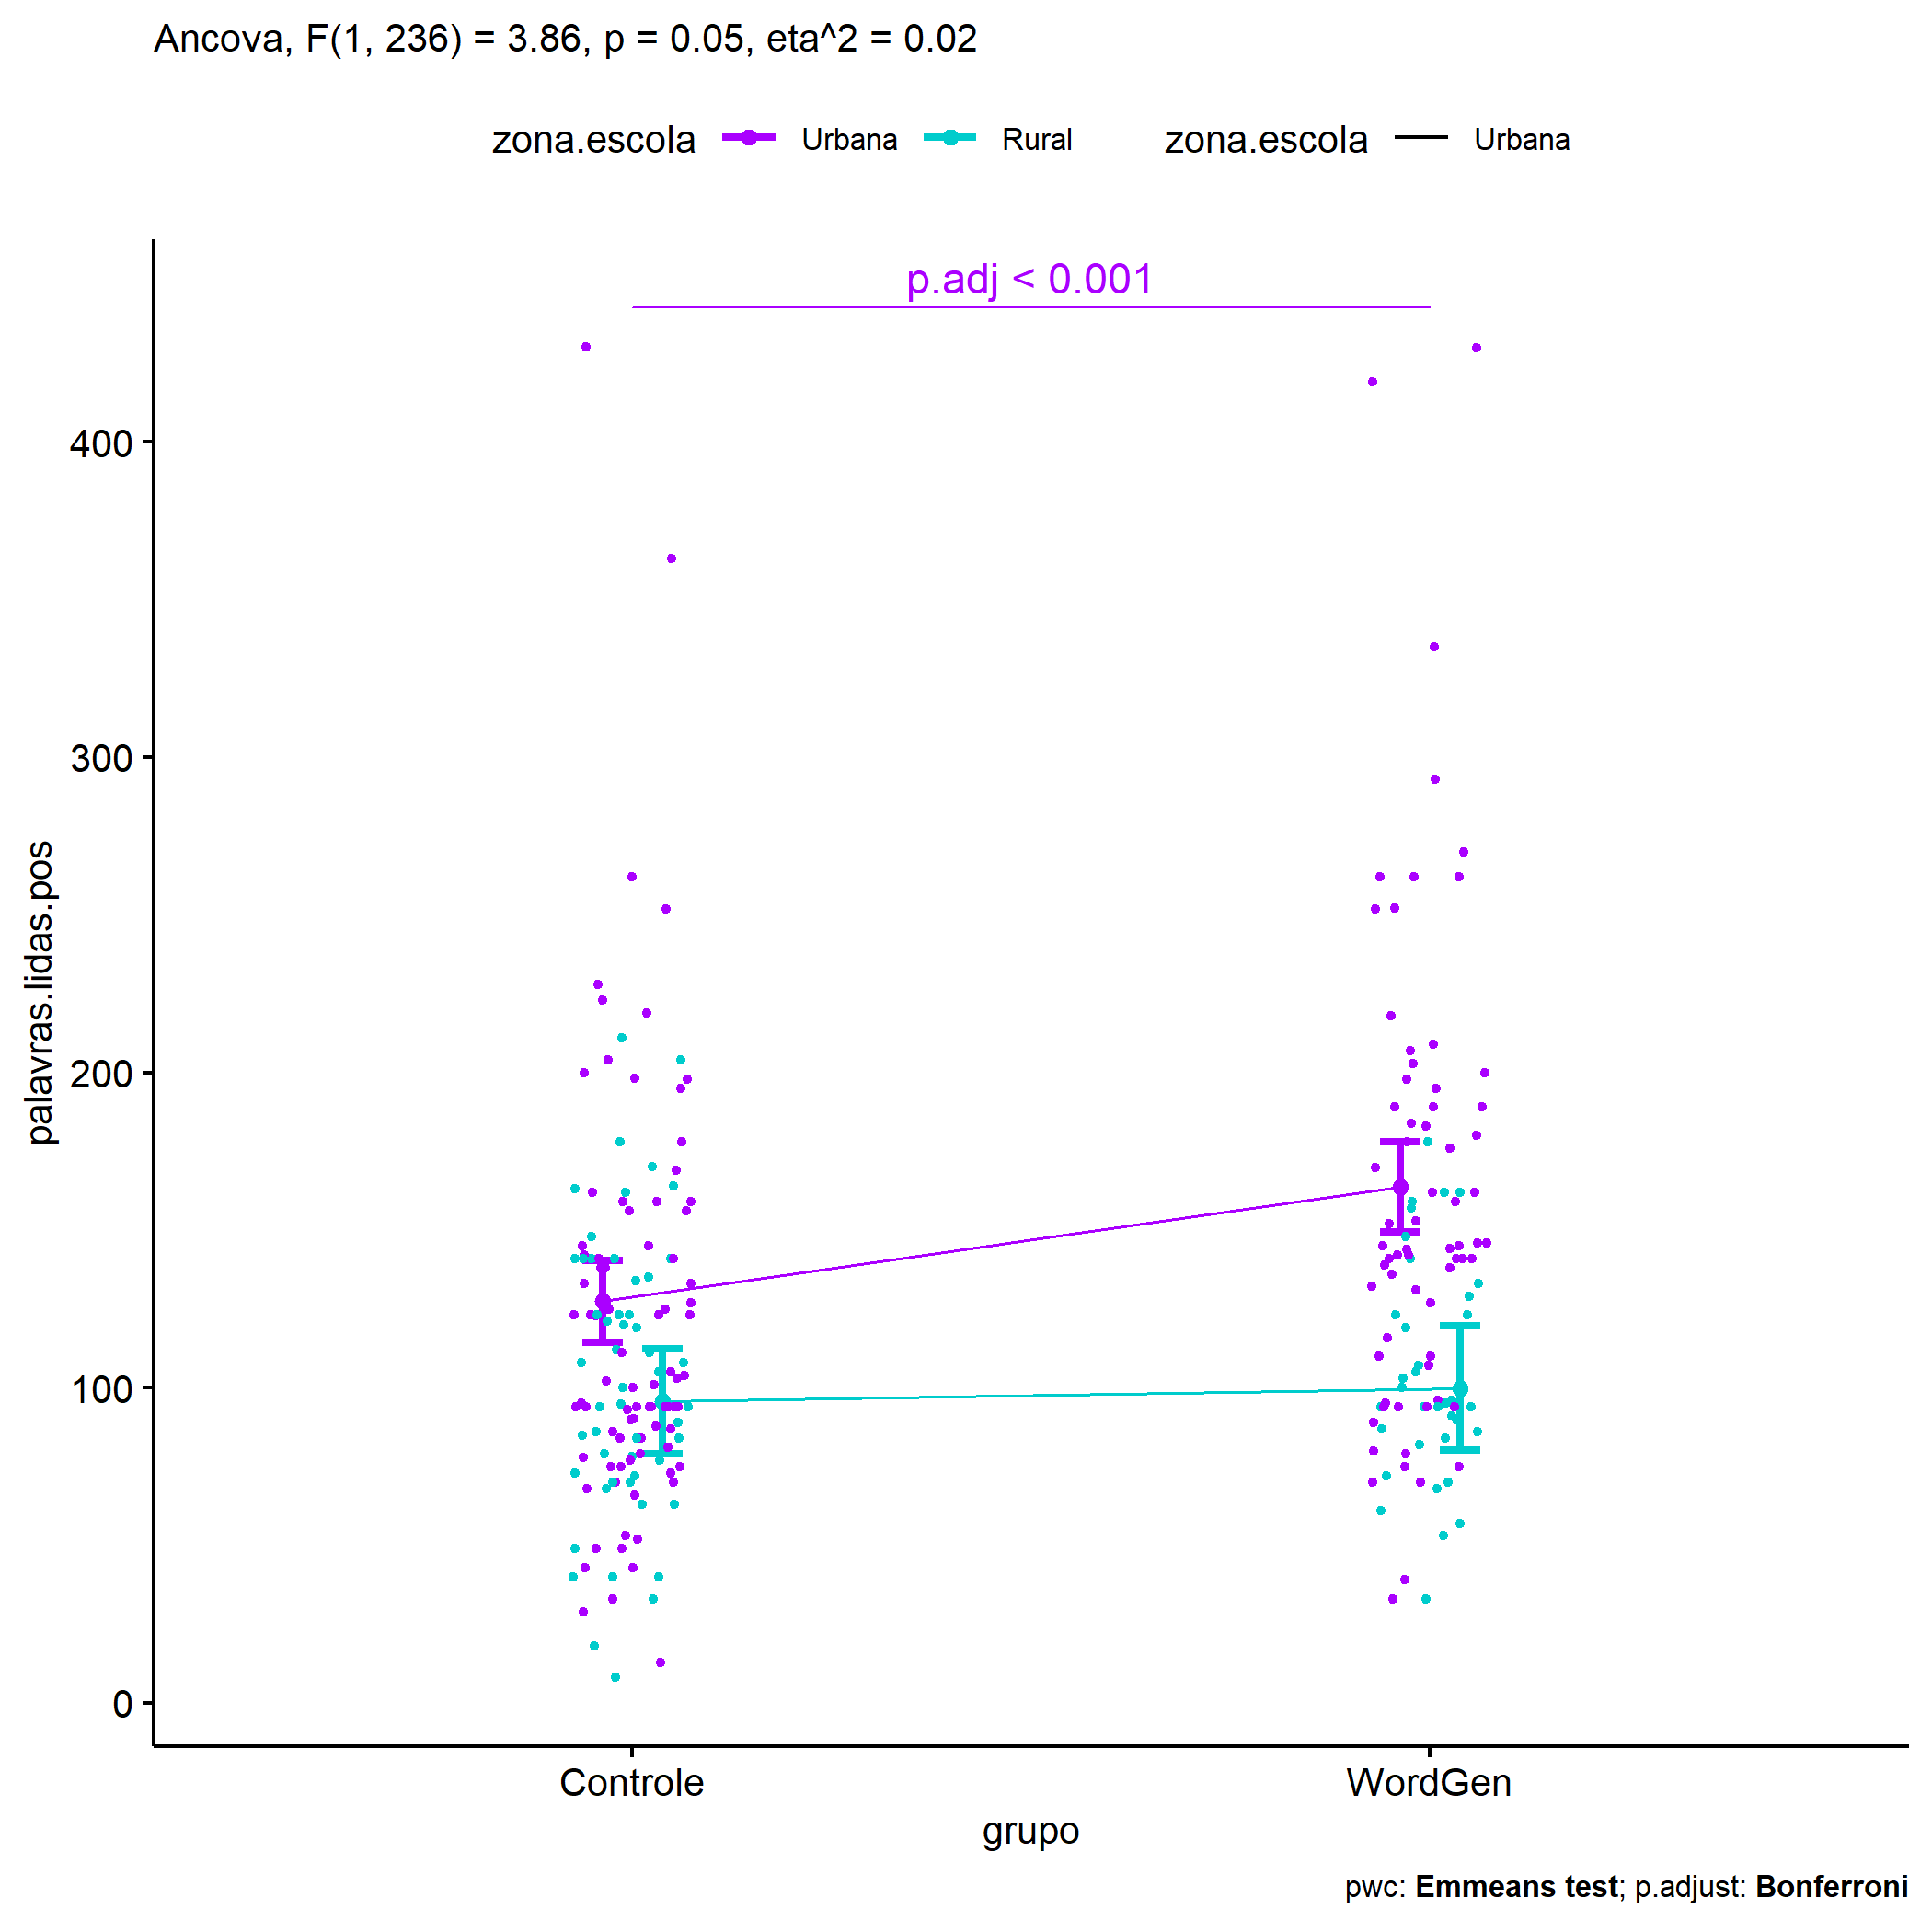 Ancova, F(1, 236) = 3.86, p = 0.05, eta^2 = 0.02
zona.escola Urbana Rural zona.escola Urbana
p.adj < 0.001
400
300
200
100
0
palavras.lidas.pos
Controle WordGen
grupo
pwc: Emmeans test; p.adjust: Bonferroni